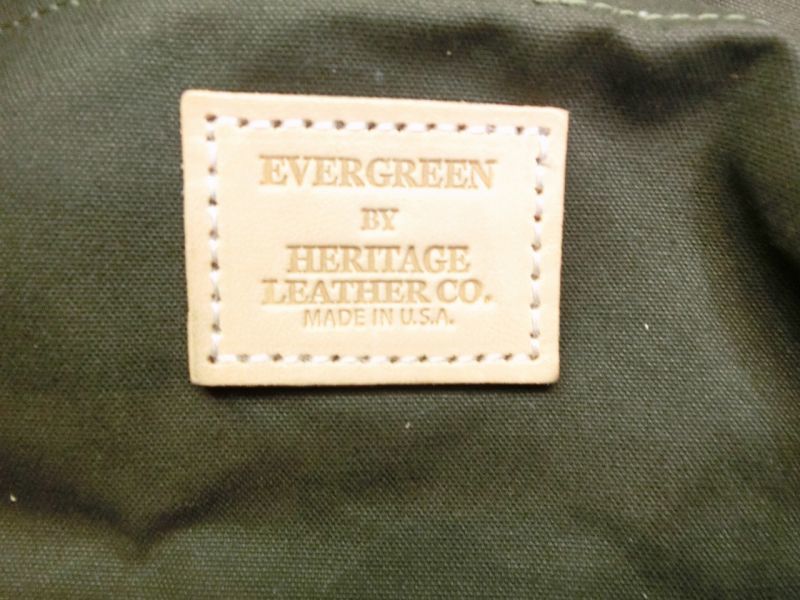 EVERGREEN
BY
HERITAGE
LEATHER CO.
MADE IN U.S.A.